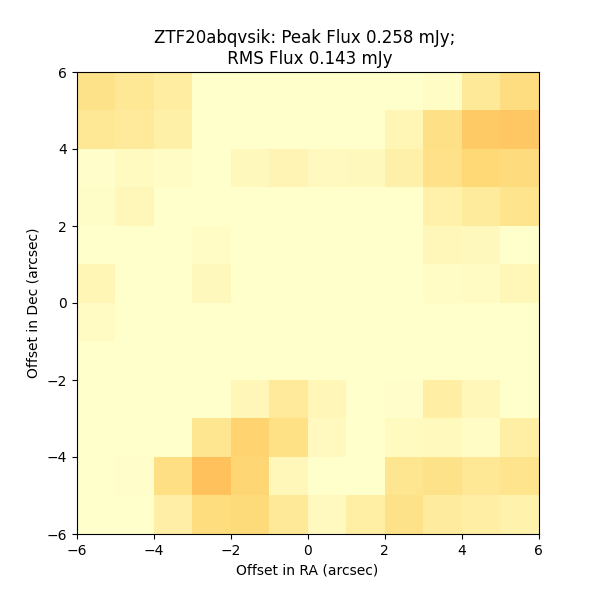 ZTF20abqvsik: Peak Flux 0.258 mJy;
RMS Flux 0.143 mJy
6
4
2
0
−2
−4
−6
Offset in Dec (arcsec)
−6 −4 −2 0 2 4 6
Offset in RA (arcsec)